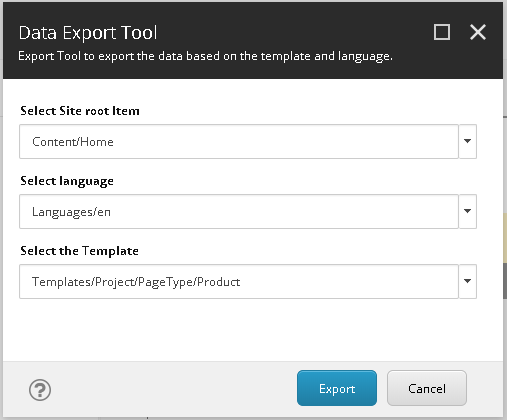 Data Export Tool
Export Tool to export the data based on the template and language.
Select Site root Item
Content/Home
Select language
Languages/en
Select the Template
Templates/Project/PageType/Product
?
Export
Cancel